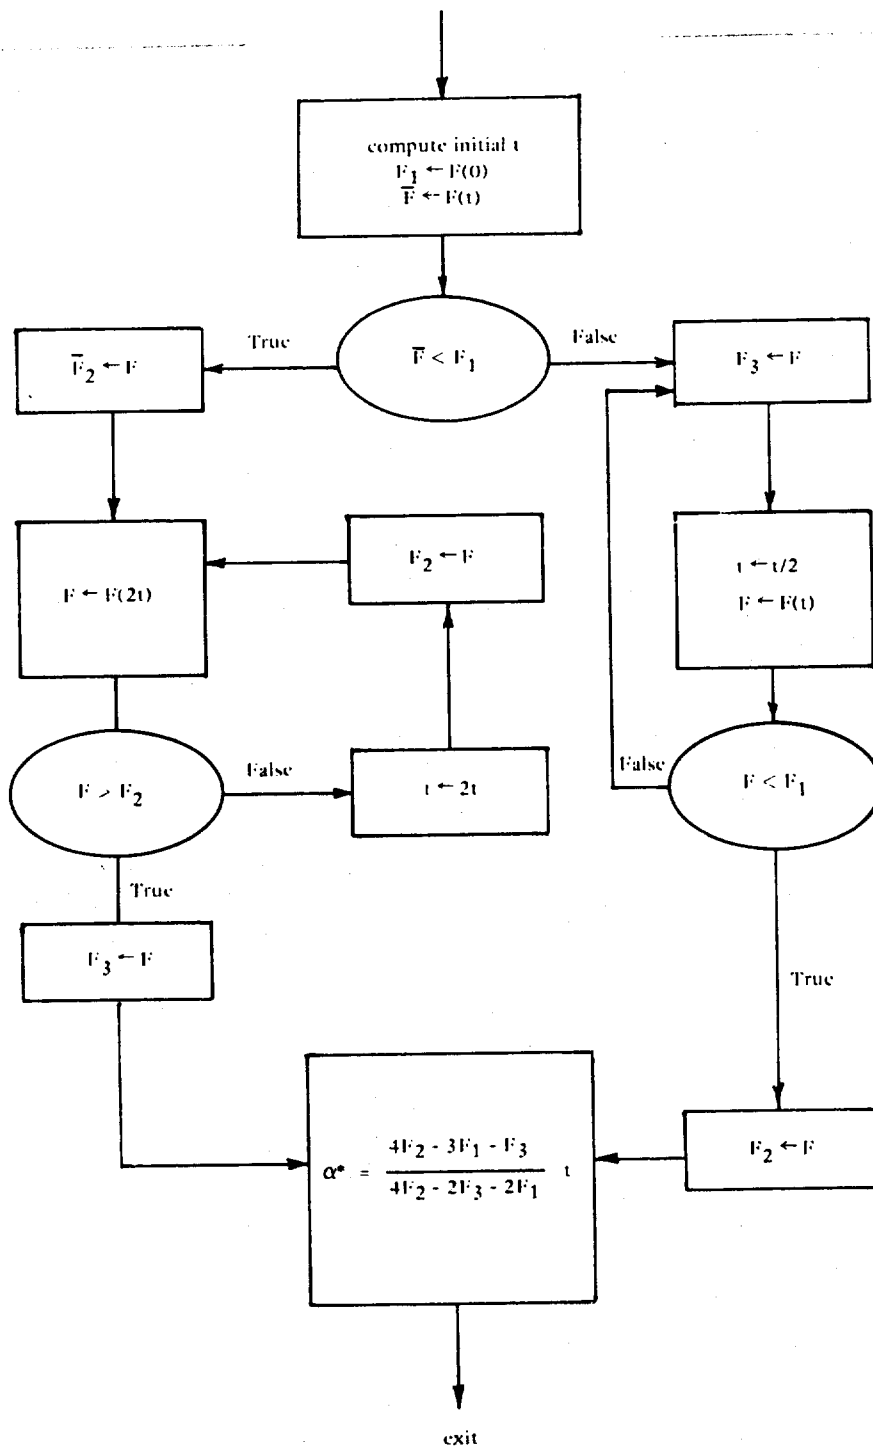 compute initial t
F₁ ← F(0)
F̅ ← F(t)
True
F̅ < F₁
False
F̅₂ ← F
F₃ ← F
F ← F(2t)
F₂ ← F
t ← t/2
F ← F(t)
F > F₂
False
t ← 2t
False
F < F₁
True
F₃ ← F
True
α* = (4F₂ - 3F₁ - F₃) / (4F₂ - 2F₃ - 2F₁) t
F₂ ← F
exit